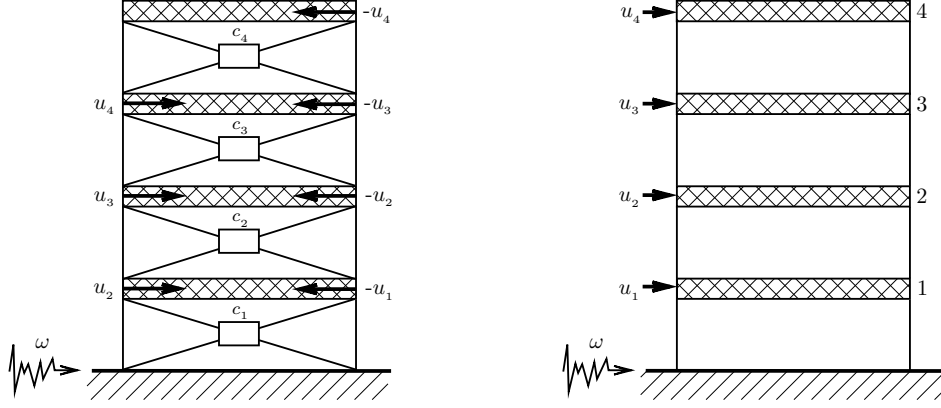 -u₄ u₄ 4
c₄
u₄ -u₃ u₃ 3
c₃
u₃ -u₂ u₂ 2
c₂
u₂ -u₁ u₁ 1
c₁
ω ω